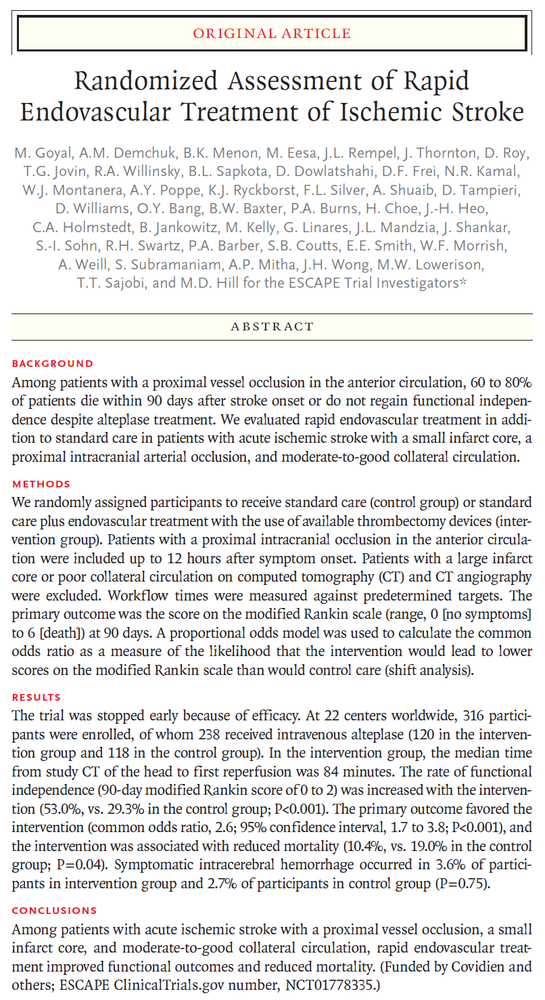 ORIGINAL ARTICLE
Randomized Assessment of Rapid
Endovascular Treatment of Ischemic Stroke
M. Goyal, A.M. Demchuk, B.K. Menon, M. Eesa, J.L. Rempel, J. Thornton, D. Roy,
T.G. Jovin, R.A. Willinsky, B.L. Sapkota, D. Dowlatshahi, D.F. Frei, N.R. Kamal,
W.J. Montanera, A.Y. Poppe, K.J. Ryckborst, F.L. Silver, A. Shuaib, D. Tampieri,
D. Williams, O.Y. Bang, B.W. Baxter, P.A. Burns, H. Choe, J.-H. Heo,
C.A. Holmstedt, B. Jankowitz, M. Kelly, G. Linares, J.L. Mandzia, J. Shankar,
S.-I. Sohn, R.H. Swartz, P.A. Barber, S.B. Coutts, E.E. Smith, W.F. Morrish,
A. Weill, S. Subramaniam, A.P. Mitha, J.H. Wong, M.W. Lowerison,
T.T. Sajobi, and M.D. Hill for the ESCAPE Trial Investigators*
ABSTRACT
BACKGROUND
Among patients with a proximal vessel occlusion in the anterior circulation, 60 to 80%
of patients die within 90 days after stroke onset or do not regain functional indepen-
dence despite alteplase treatment. We evaluated rapid endovascular treatment in addi-
tion to standard care in patients with acute ischemic stroke with a small infarct core, a
proximal intracranial arterial occlusion, and moderate-to-good collateral circulation.
METHODS
We randomly assigned participants to receive standard care (control group) or standard
care plus endovascular treatment with the use of available thrombectomy devices (inter-
vention group). Patients with a proximal intracranial occlusion in the anterior circula-
tion were included up to 12 hours after symptom onset. Patients with a large infarct
core or poor collateral circulation on computed tomography (CT) and CT angiography
were excluded. Workflow times were measured against predetermined targets. The
primary outcome was the score on the modified Rankin scale (range, 0 [no symptoms]
to 6 [death]) at 90 days. A proportional odds model was used to calculate the common
odds ratio as a measure of the likelihood that the intervention would lead to lower
scores on the modified Rankin scale than would control care (shift analysis).
RESULTS
The trial was stopped early because of efficacy. At 22 centers worldwide, 316 partici-
pants were enrolled, of whom 238 received intravenous alteplase (120 in the interven-
tion group and 118 in the control group). In the intervention group, the median time
from study CT of the head to first reperfusion was 84 minutes. The rate of functional
independence (90-day modified Rankin score of 0 to 2) was increased with the interven-
tion (53.0%, vs. 29.3% in the control group; P<0.001). The primary outcome favored the
intervention (common odds ratio, 2.6; 95% confidence interval, 1.7 to 3.8; P<0.001), and
the intervention was associated with reduced mortality (10.4%, vs. 19.0% in the control
group; P=0.04). Symptomatic intracerebral hemorrhage occurred in 3.6% of partici-
pants in intervention group and 2.7% of participants in control group (P=0.75).
CONCLUSIONS
Among patients with acute ischemic stroke with a proximal vessel occlusion, a small
infarct core, and moderate-to-good collateral circulation, rapid endovascular treat-
ment improved functional outcomes and reduced mortality. (Funded by Covidien and
others; ESCAPE ClinicalTrials.gov number, NCT01778335.)